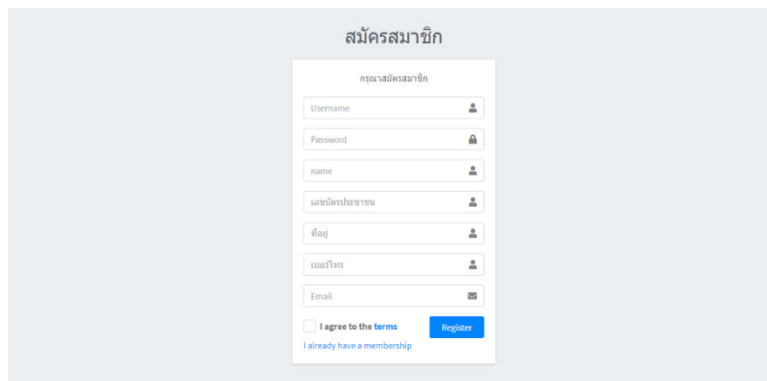 สมัครสมาชิก
กรุณาสมัครสมาชิก
Username
Password
name
เลขบัตรประชาชน
ที่อยู่
เบอร์โทร
Email
I agree to the terms
Register
I already have a membership